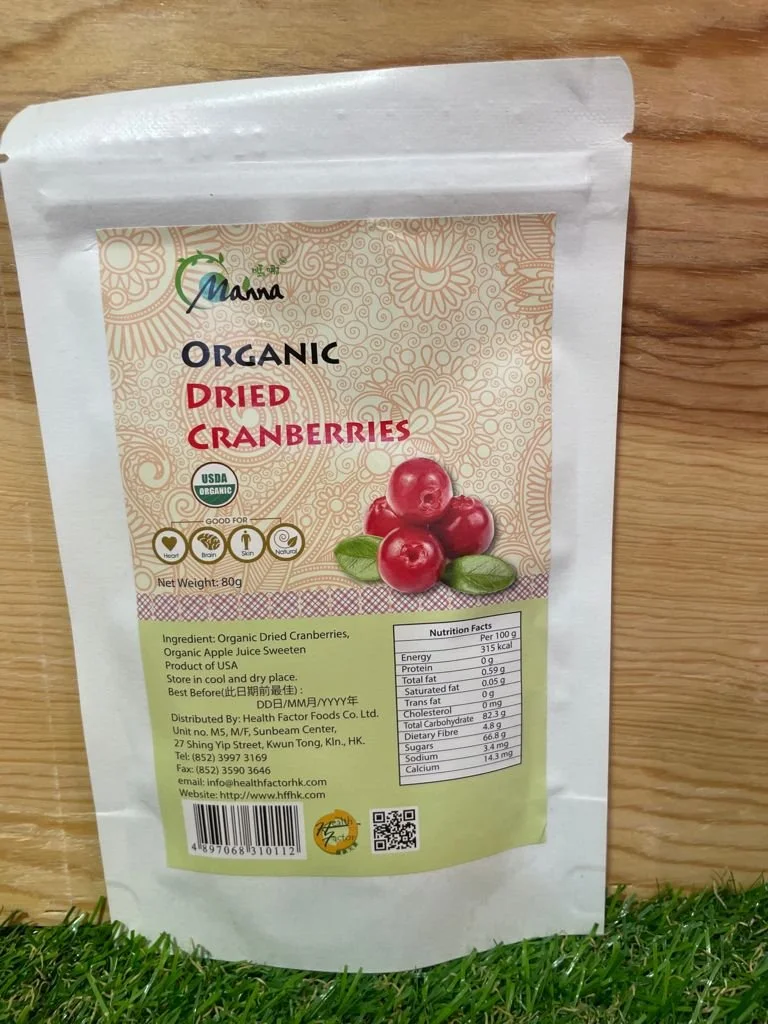 嗎哪®
Manna
ORGANIC
DRIED
CRANBERRIES
USDA
ORGANIC
GOOD FOR
Heart Brain Skin Natural
Net Weight: 80g
Ingredient: Organic Dried Cranberries,
Organic Apple Juice Sweeten
Product of USA
Store in cool and dry place.
Best Before(此日期前最佳) :
DD日/MM月/YYYY年
Distributed By: Health Factor Foods Co. Ltd.
Unit no. M5, M/F, Sunbeam Center,
27 Shing Yip Street, Kwun Tong, Kln., HK.
Tel: (852) 3997 3169
Fax: (852) 3590 3646
email: info@healthfactorhk.com
Website: http://www.hffhk.com
Nutrition Facts
Per 100 g
Energy 315 kcal
Protein 0 g
Total fat 0.59 g
Saturated fat 0.05 g
Trans fat 0 g
Cholesterol 0 mg
Total Carbohydrate 82.3 g
Dietary Fibre 4.8 g
Sugars 66.8 g
Sodium 3.4 mg
Calcium 14.3 mg
4 897068 310112
Health
Factor